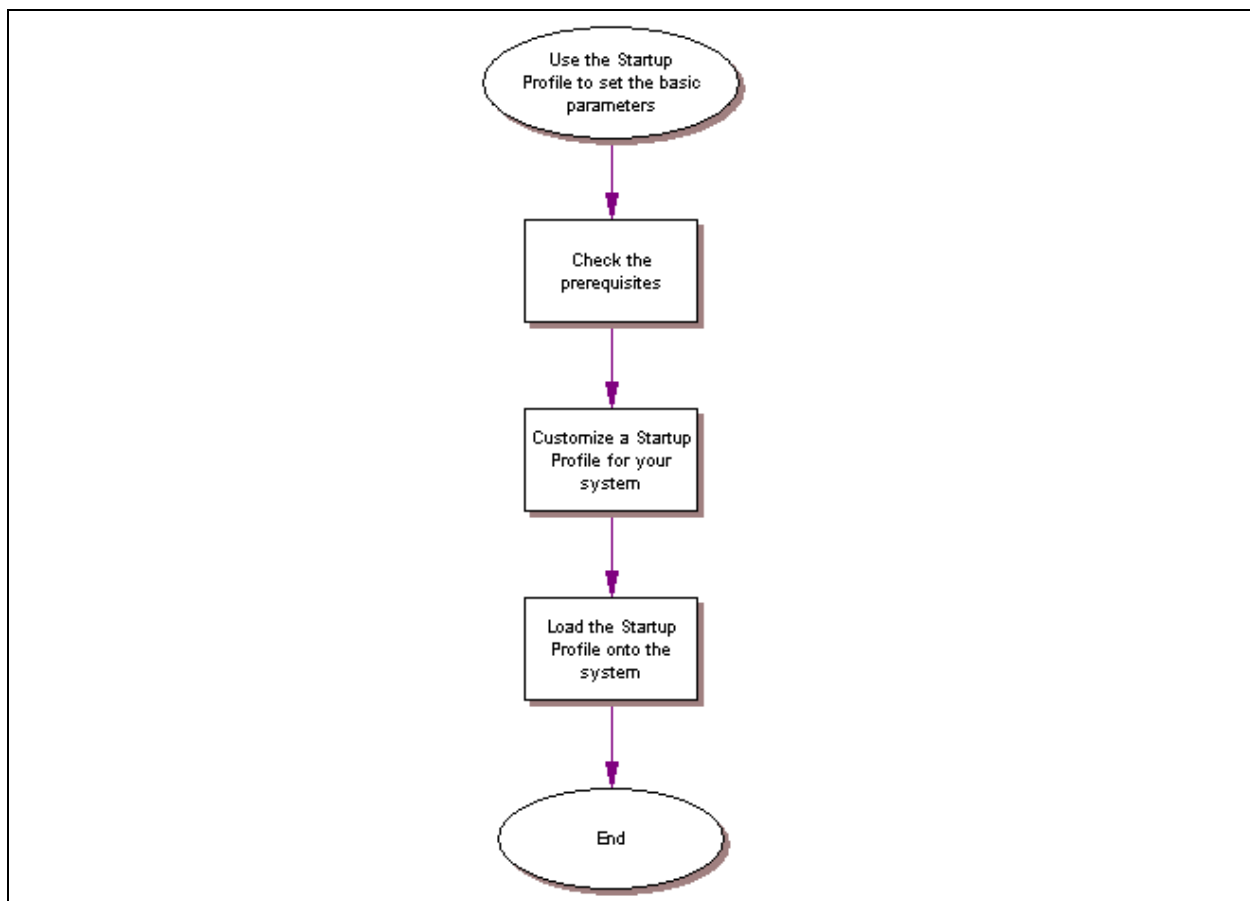 Use the Startup
Profile to set the basic
parameters
Check the
prerequisites
Customize a Startup
Profile for your
system
Load the Startup
Profile onto the
system
End